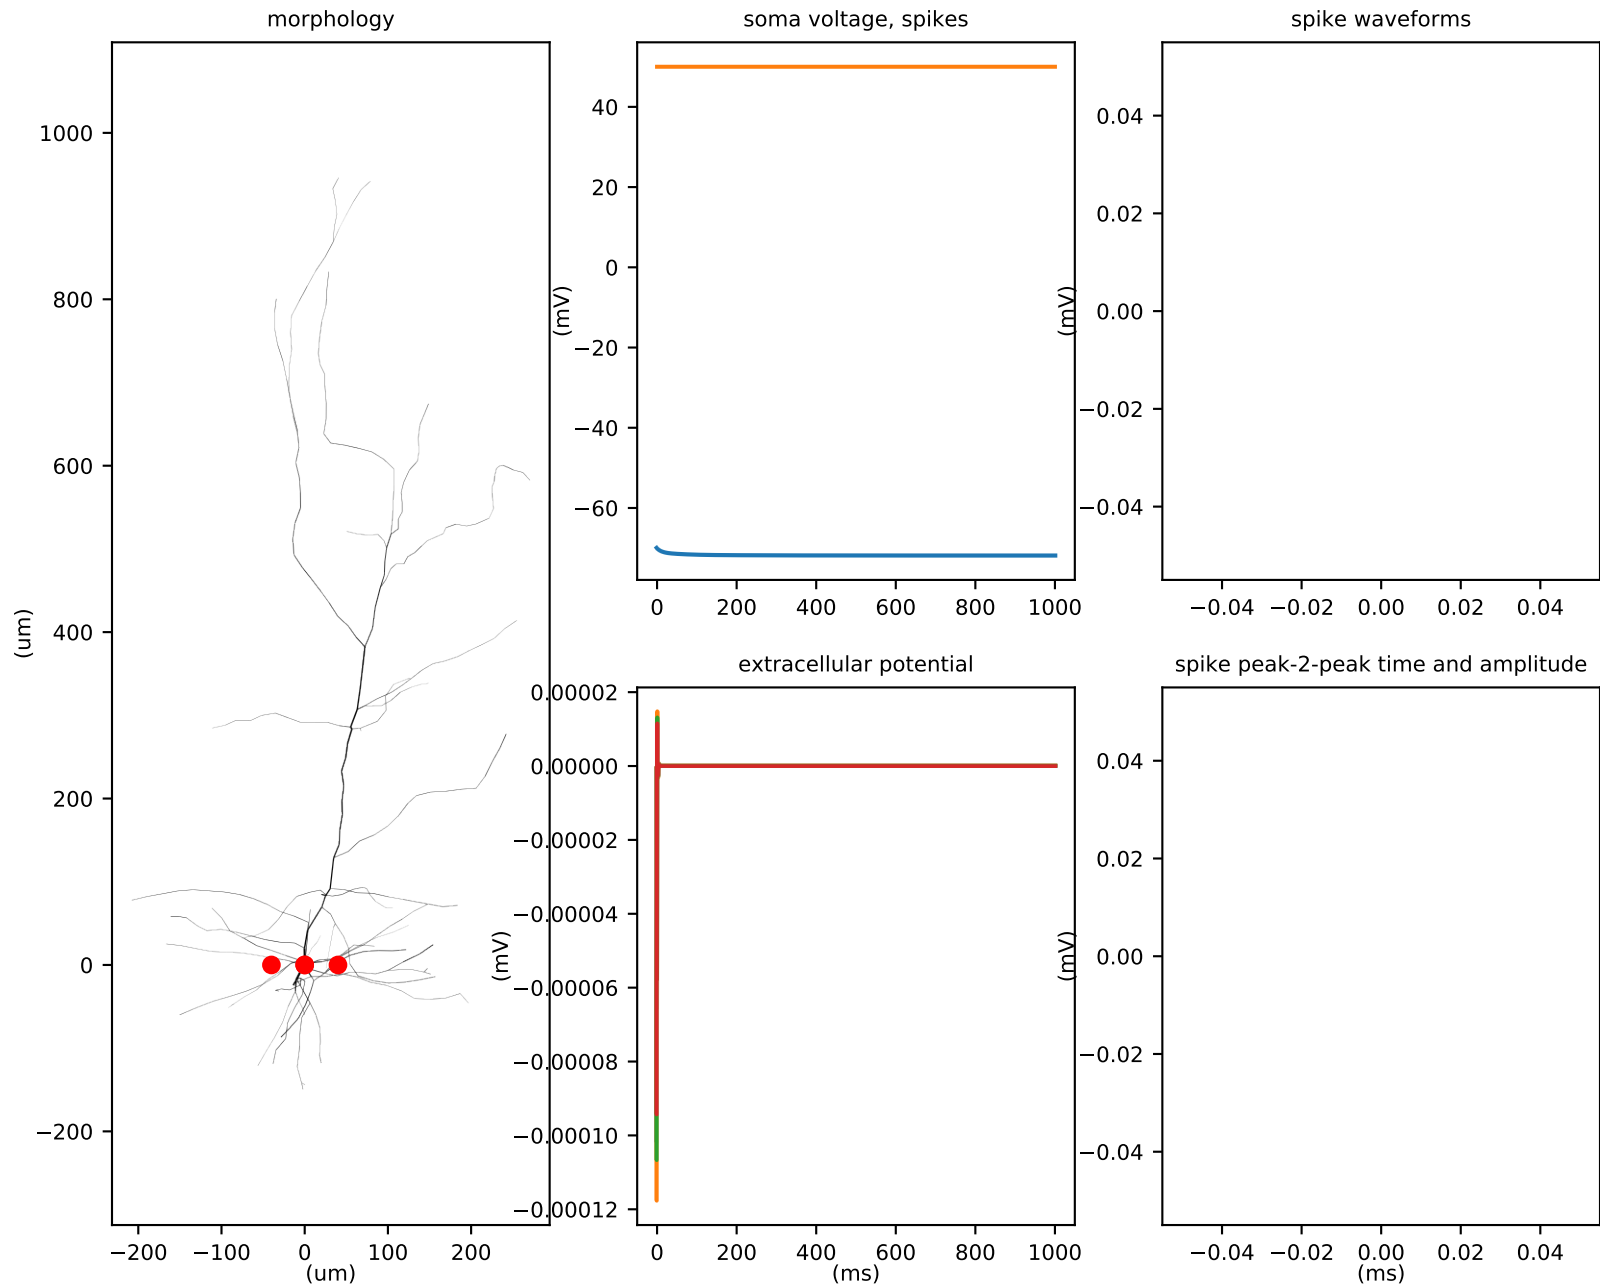 morphology
1000
800
600
400
200
0
−200
(um)
−200 −100 0 100 200
(um)
soma voltage, spikes
40
20
0
−20
−40
−60
(mV)
0 200 400 600 800 1000
spike waveforms
0.04
0.02
0.00
−0.02
−0.04
(mV)
−0.04 −0.02 0.00 0.02 0.04
extracellular potential
0.00002
0.00000
−0.00002
−0.00004
−0.00006
−0.00008
−0.00010
−0.00012
(mV)
0 200 400 600 800 1000
(ms)
spike peak-2-peak time and amplitude
0.04
0.02
0.00
−0.02
−0.04
(mV)
−0.04 −0.02 0.00 0.02 0.04
(ms)